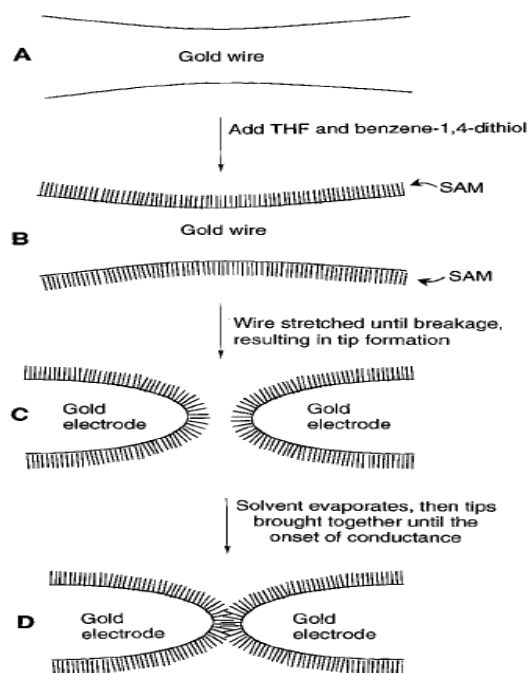 A
Gold wire
Add THF and benzene-1,4-dithiol
SAM
Gold wire
B
SAM
Wire stretched until breakage,
resulting in tip formation
C
Gold
electrode
Gold
electrode
Solvent evaporates, then tips
brought together until the
onset of conductance
D
Gold
electrode
Gold
electrode